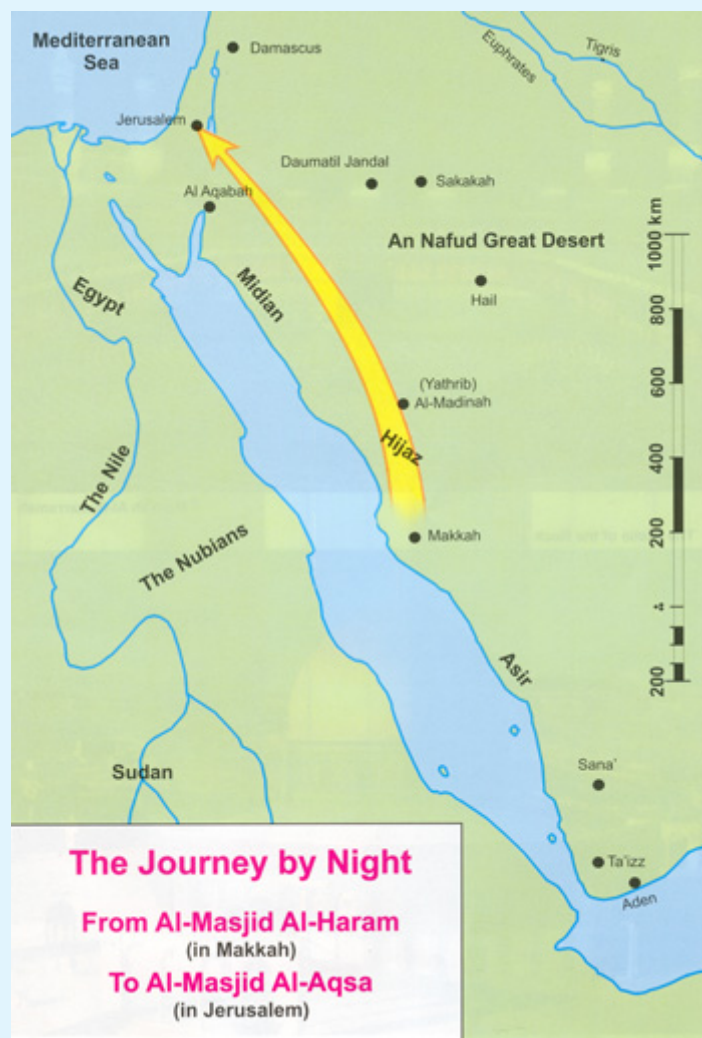 Mediterranean
Sea
Damascus
Euphrates
Tigris
Jerusalem
Daumatil Jandal
Sakakah
Al Aqabah
An Nafud Great Desert
Hail
Egypt
Midian
(Yathrib)
Al-Madinah
Hijaz
The Nile
The Nubians
Makkah
Asir
Sudan
Sana'
Ta'izz
Aden
1000 km
800
600
400
200
200
The Journey by Night
From Al-Masjid Al-Haram
(in Makkah)
To Al-Masjid Al-Aqsa
(in Jerusalem)